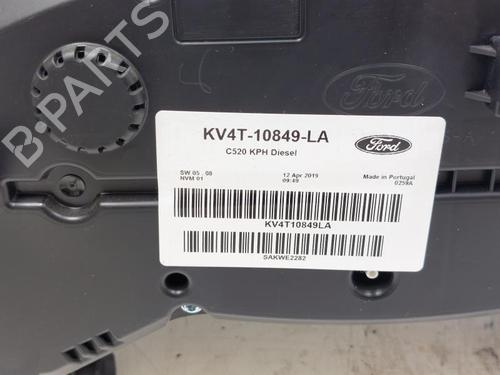 B-PARTS
Ford
KV4T-10849-LA
Ford
C520 KPH Diesel
SW 05 . 08
NVM 01
12 Apr 2019
09:49
Made in Portugal
0259A
KV4T10849LA
SAKWE2282